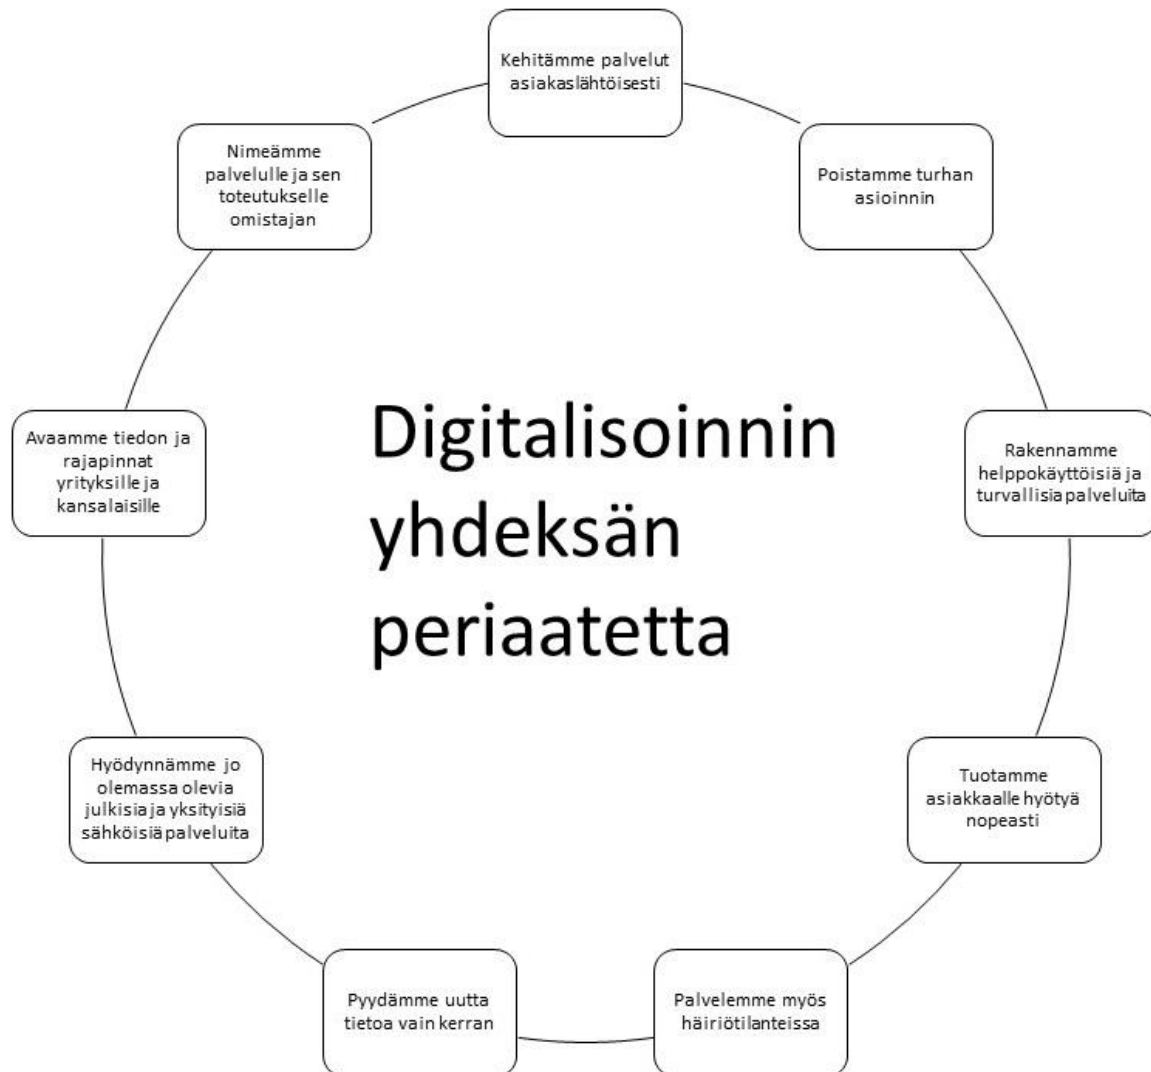 Kehitämme palvelut
asiakaslähtöisesti
Poistamme turhan
asioinnin
Rakennamme
helppokäyttöisiä ja
turvallisia palveluita
Tuotamme
asiakkaalle hyötyä
nopeasti
Palvelemme myös
häiriötilanteissa
Pyydämme uutta
tietoa vain kerran
Hyödynnämme jo
olemassa olevia
julkisia ja yksityisiä
sähköisiä palveluita
Avaamme tiedon ja
rajapinnat
yrityksille ja
kansalaisille
Nimeämme
palvelulle ja sen
toteutukselle
omistajan
Digitalisoinnin
yhdeksän
periaatetta